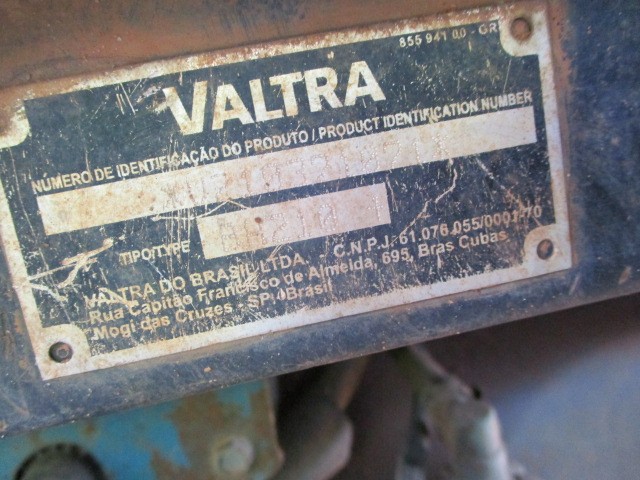 855 941 00 - GR
VALTRA
NÚMERO DE IDENTIFICAÇÃO DO PRODUTO / PRODUCT IDENTIFICATION NUMBER
TIPO/TYPE
VALTRA DO BRASIL LTDA. C.N.P.J.: 61.076.055/0001-70
Rua Capitão Francisco de Almeida, 695, Bras Cubas
Mogi das Cruzes - SP - Brasil